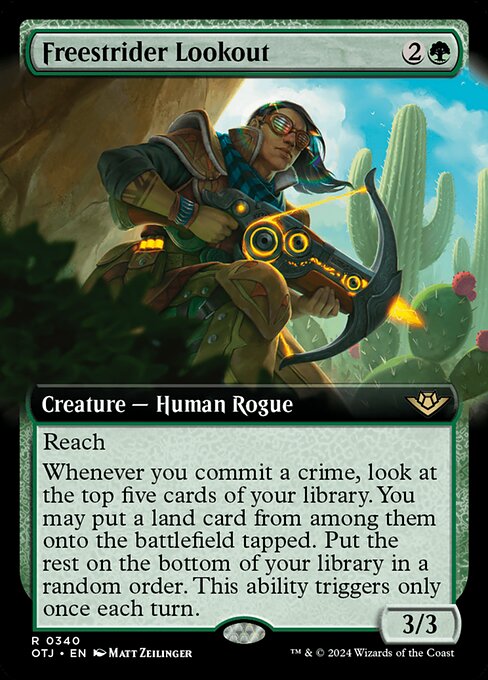 Freestrider Lookout 2
Creature — Human Rogue
Reach
Whenever you commit a crime, look at
the top five cards of your library. You
may put a land card from among them
onto the battlefield tapped. Put the
rest on the bottom of your library in a
random order. This ability triggers only
once each turn.
3/3
R 0340
OTJ • EN Matt Zeilinger
™ & © 2024 Wizards of the Coast